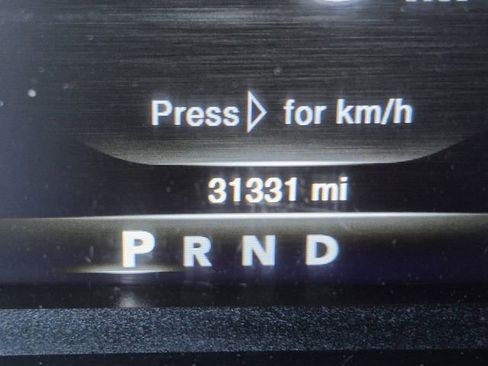 Press ▷ for km/h
31331 mi
P R N D